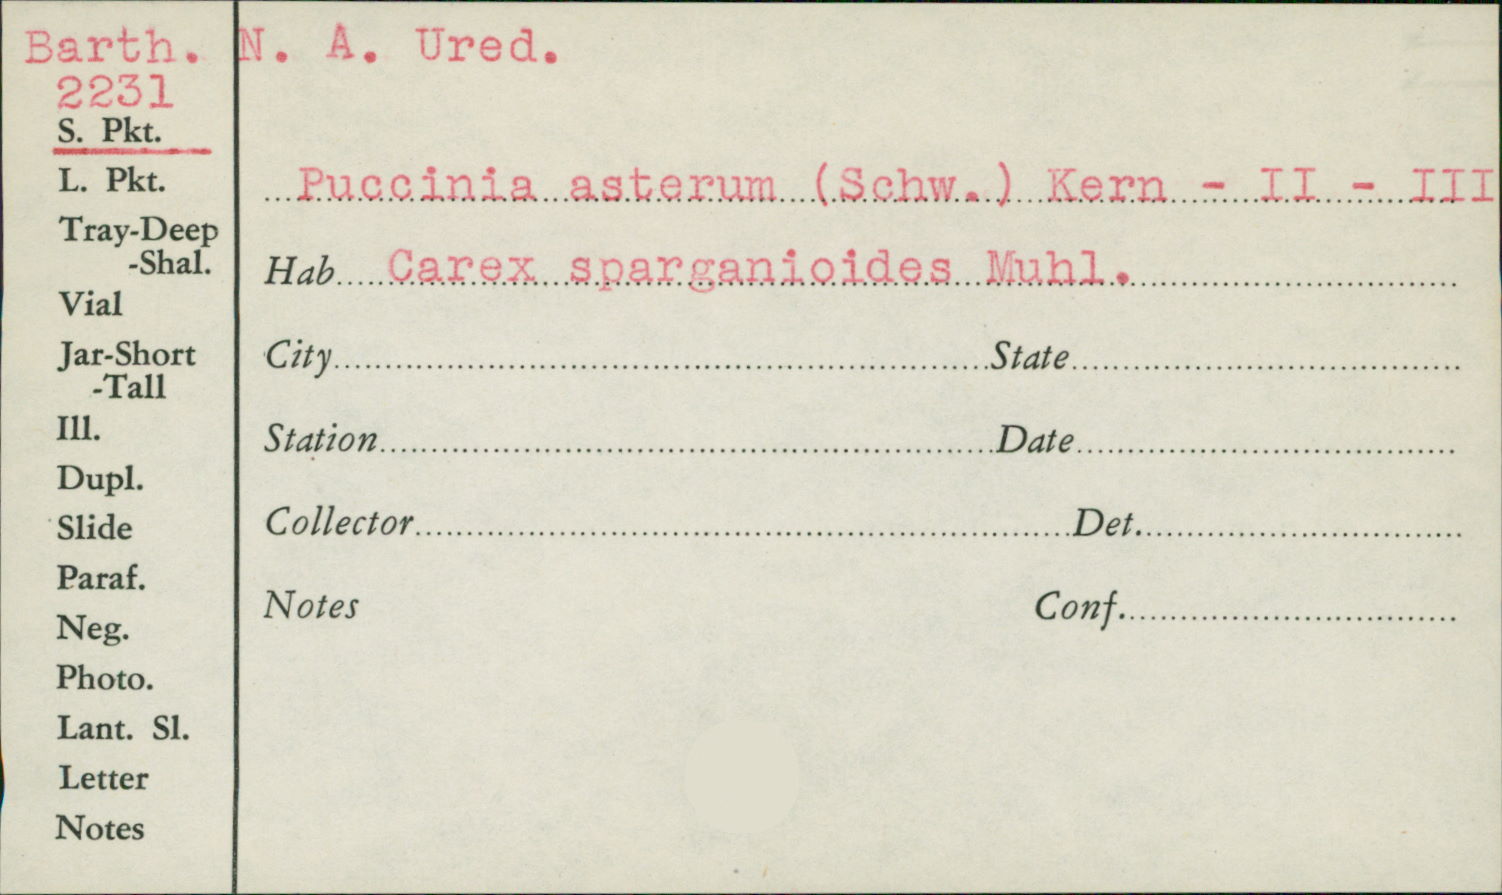 Barth. N. A. Ured.
2231
S. Pkt.
L. Pkt.
Puccinia asterum (Schw.) Kern - II - III
Tray-Deep
-Shal.
Hab Carex sparganioides Muhl.
Vial
Jar-Short
-Tall
City State
Ill.
Station Date
Dupl.
Slide
Collector Det.
Paraf.
Notes Conf.
Neg.
Photo.
Lant. Sl.
Letter
Notes